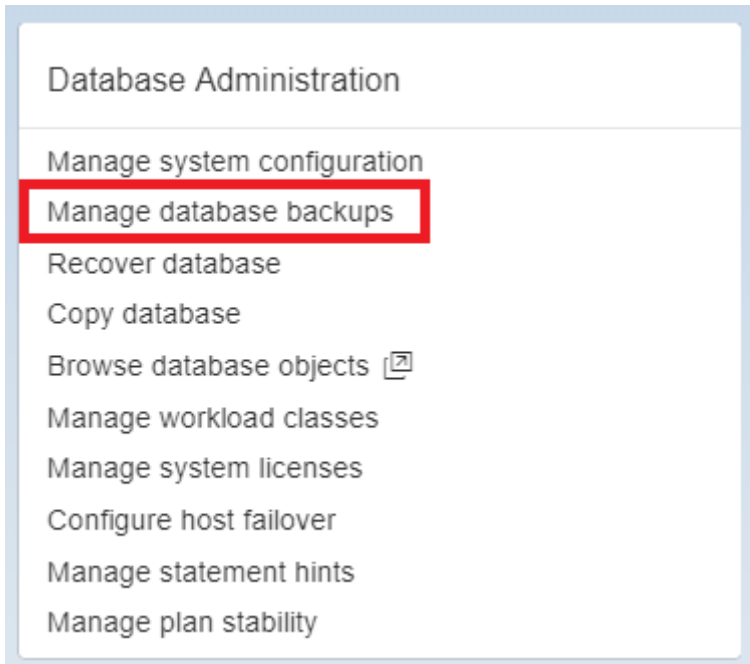 Database Administration
Manage system configuration
Manage database backups
Recover database
Copy database
Browse database objects
Manage workload classes
Manage system licenses
Configure host failover
Manage statement hints
Manage plan stability